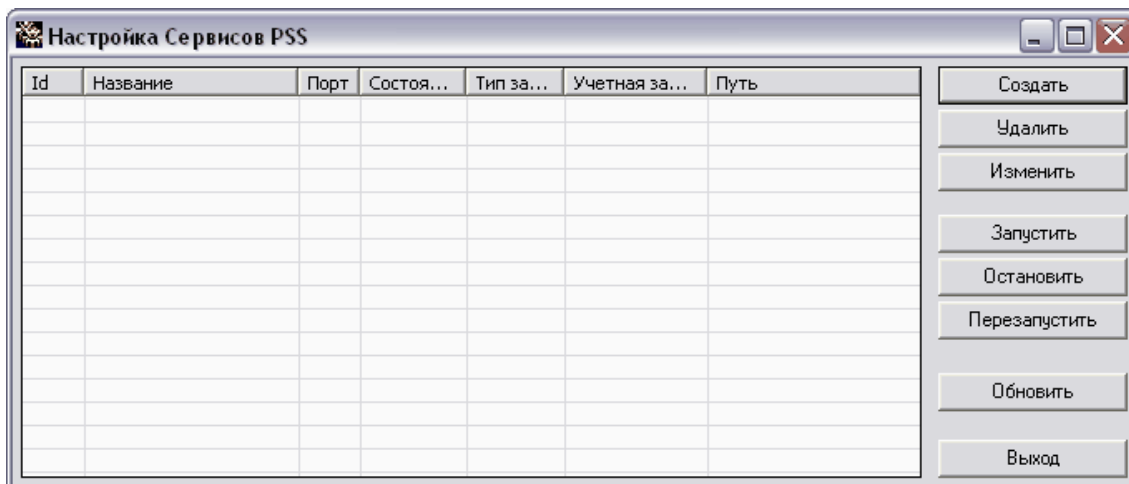 Настройка Сервисов PSS
Id Название Порт Состоя... Тип за... Учетная за... Путь
Создать
Удалить
Изменить
Запустить
Остановить
Перезапустить
Обновить
Выход